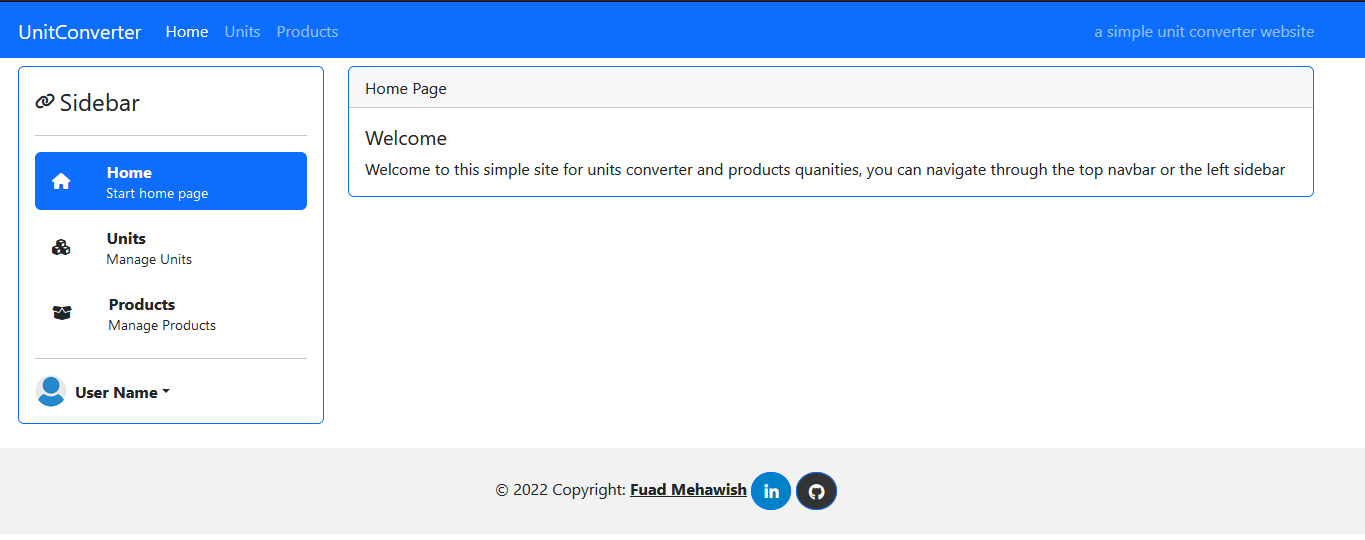 UnitConverter Home Units Products a simple unit converter website
Sidebar
Home
Start home page
Units
Manage Units
Products
Manage Products
User Name
Home Page
Welcome
Welcome to this simple site for units converter and products quanities, you can navigate through the top navbar or the left sidebar
© 2022 Copyright: Fuad Mehawish in